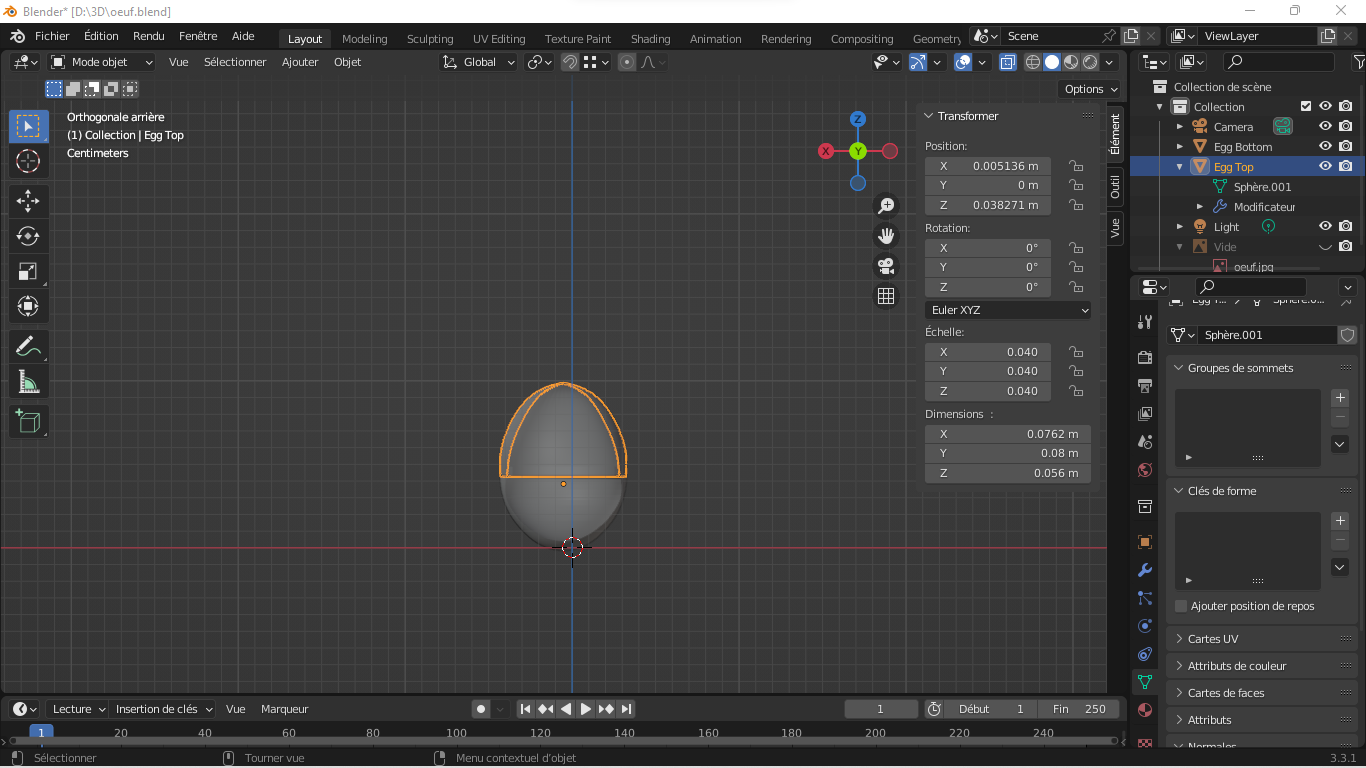 Blender* [D:\3D\oeuf.blend]
Fichier Édition Rendu Fenêtre Aide Layout Modeling Sculpting UV Editing Texture Paint Shading Animation Rendering Compositing Geometry Scene ViewLayer
Mode objet Vue Sélectionner Ajouter Objet Global
Options
Orthogonale arrière
(1) Collection | Egg Top
Centimeters
Z
X Y
Transformer
Position:
X 0.005136 m
Y 0 m
Z 0.038271 m
Rotation:
X 0°
Y 0°
Z 0°
Euler XYZ
Échelle:
X 0.040
Y 0.040
Z 0.040
Dimensions :
X 0.0762 m
Y 0.08 m
Z 0.056 m
Élément
Outil
Vue
Collection de scène
Collection
Camera
Egg Bottom
Egg Top
Sphère.001
Modificateur
Light
Vide
oeuf.jpg
Sphère.001
Groupes de sommets
Clés de forme
Ajouter position de repos
Cartes UV
Attributs de couleur
Cartes de faces
Attributs
Normales
Lecture Insertion de clés Vue Marqueur 1 Début 1 Fin 250
1 20 40 60 80 100 120 140 160 180 200 220 240
Sélectionner Tourner vue Menu contextuel d'objet 3.3.1